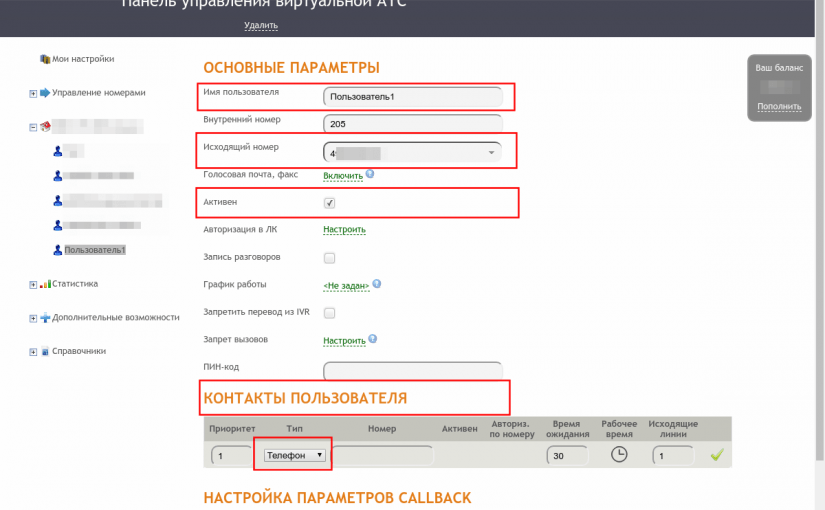 Панель управления виртуальной АТС
Удалить
Мои настройки
Управление номерами
Пользователь1
Статистика
Дополнительные возможности
Справочники
ОСНОВНЫЕ ПАРАМЕТРЫ
Имя пользователя Пользователь1
Внутренний номер 205
Исходящий номер
Голосовая почта, факс Включить
Активен
Авторизация в ЛК Настроить
Запись разговоров
График работы <Не задан>
Запретить перевод из IVR
Запрет вызовов Настроить
ПИН-код
КОНТАКТЫ ПОЛЬЗОВАТЕЛЯ
Приоритет Тип Номер Активен Авториз. по номеру Время ожидания Рабочее время Исходящие линии
1 Телефон 30 1
НАСТРОЙКА ПАРАМЕТРОВ CALLBACK
Ваш баланс
Пополнить